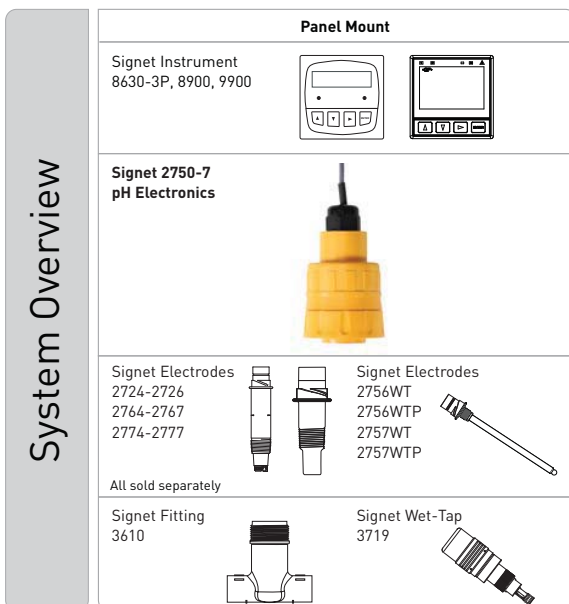 System Overview
Panel Mount
Signet Instrument
8630-3P, 8900, 9900
Signet 2750-7
pH Electronics
Signet Electrodes
2724-2726
2764-2767
2774-2777
All sold separately
Signet Electrodes
2756WT
2756WTP
2757WT
2757WTP
Signet Fitting
3610
Signet Wet-Tap
3719